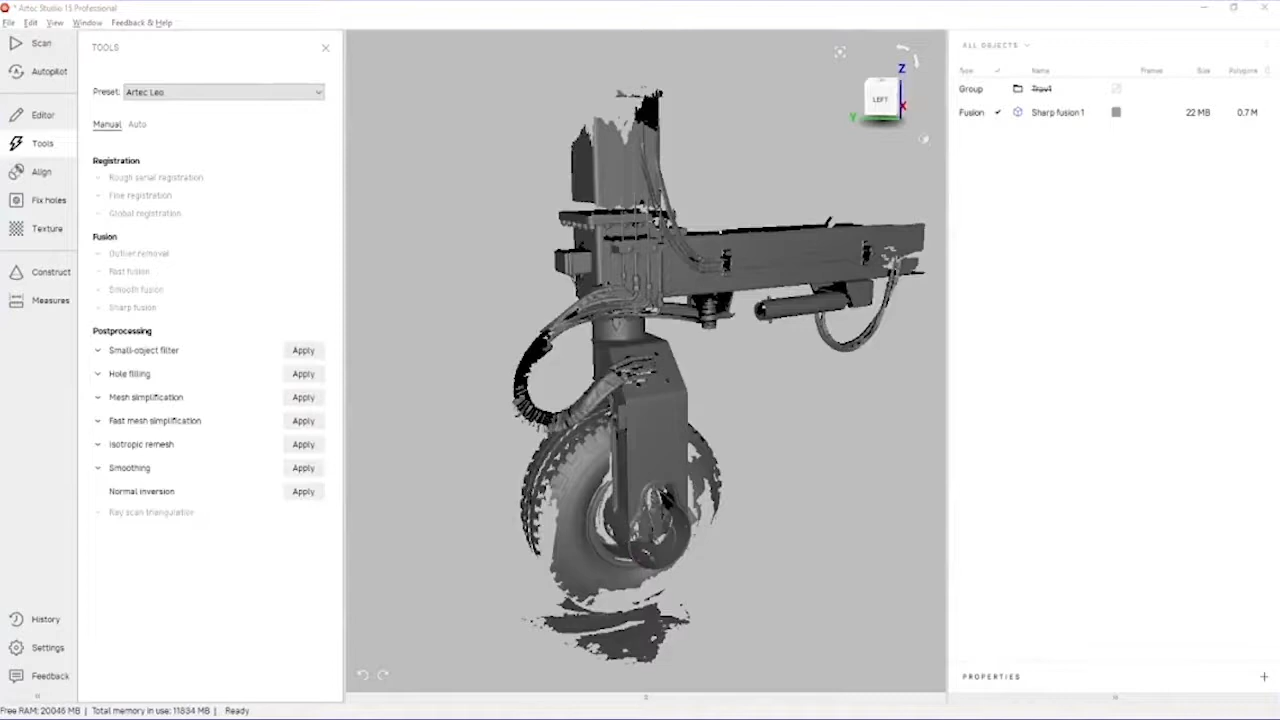 * Artec Studio 15 Professional
File Edit View Window Feedback & Help
Scan
Autopilot
Editor
Tools
Align
Fix holes
Texture
Construct
Measures
History
Settings
Feedback
TOOLS
Preset: Artec Leo
Manual Auto
Registration
Rough serial registration
Fine registration
Global registration
Fusion
Outlier removal
Fast fusion
Smooth fusion
Sharp fusion
Postprocessing
Small-object filter Apply
Hole filling Apply
Mesh simplification Apply
Fast mesh simplification Apply
Isotropic remesh Apply
Smoothing Apply
Normal inversion Apply
Ray scan triangulation
Z
LEFT
X
Y
ALL OBJECTS
Type Name Frames Size Polygons
Group
Fusion Sharp fusion 1 22 MB 0.7 M
PROPERTIES
Free RAM: 20046 MB | Total memory in use: 11834 MB | Ready